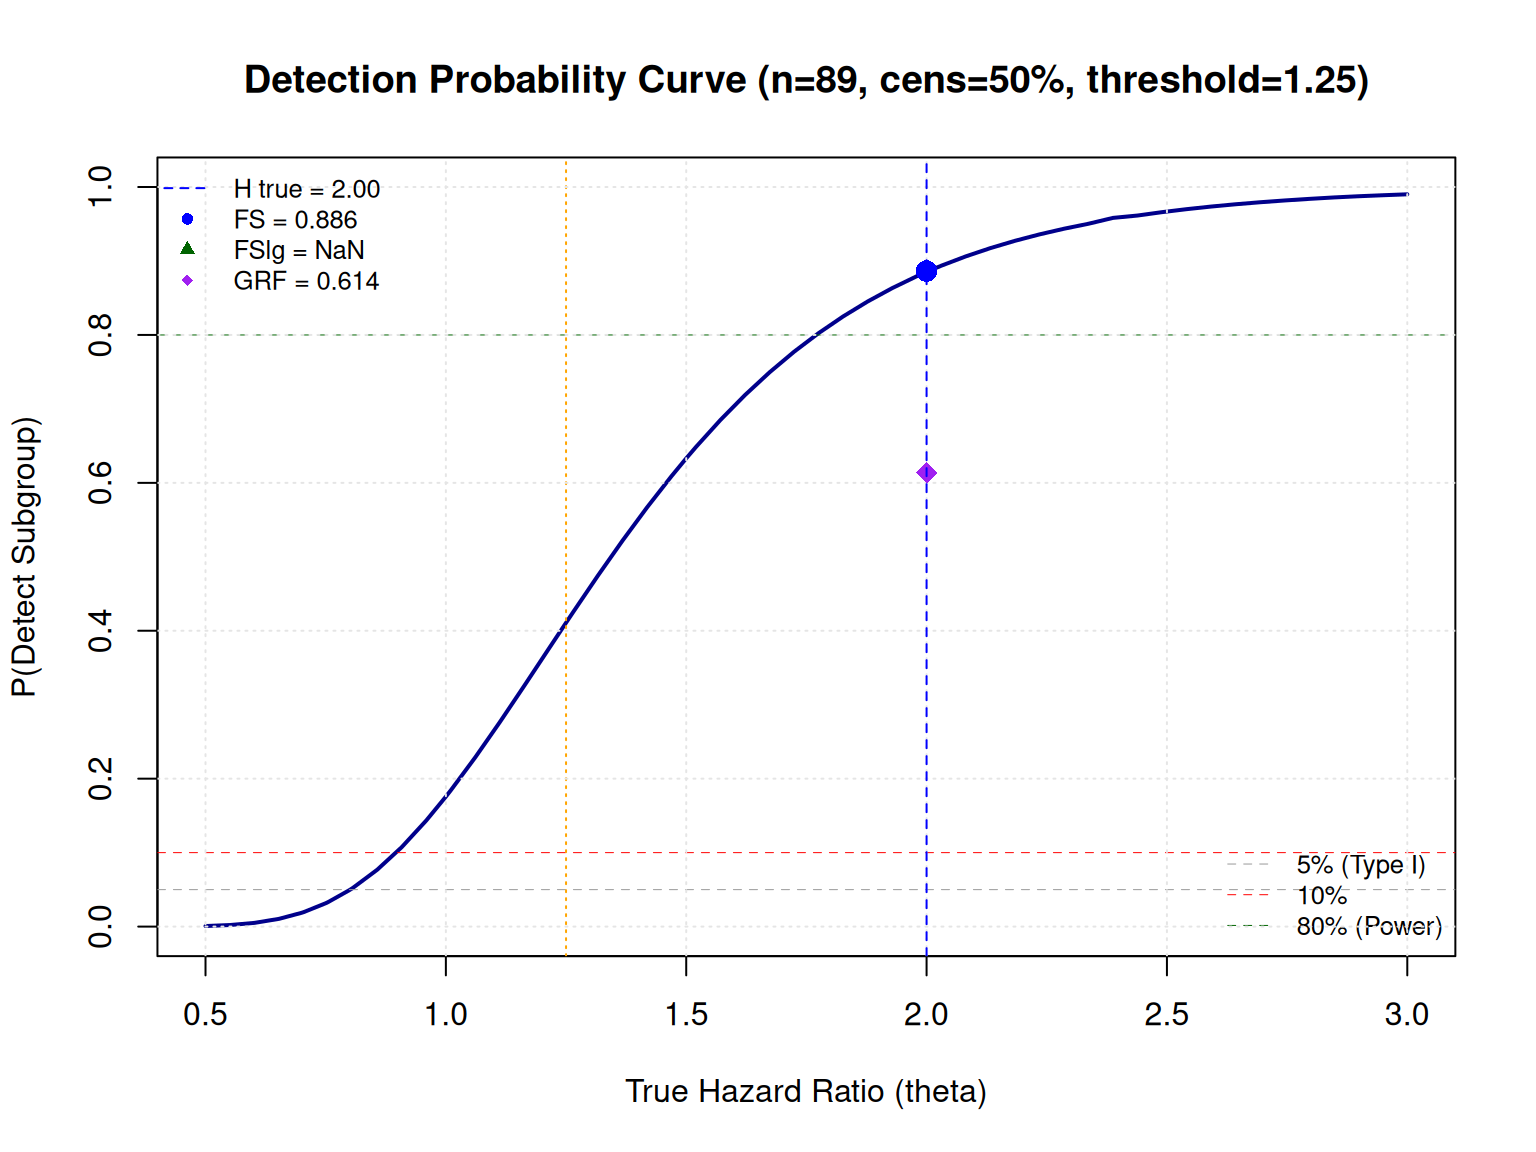 Detection Probability Curve (n=89, cens=50%, threshold=1.25)
H true = 2.00
FS = 0.886
FSlg = NaN
GRF = 0.614
1.0
0.8
0.6
0.4
0.2
0.0
P(Detect Subgroup)
5% (Type I)
10%
80% (Power)
0.5 1.0 1.5 2.0 2.5 3.0
True Hazard Ratio (theta)